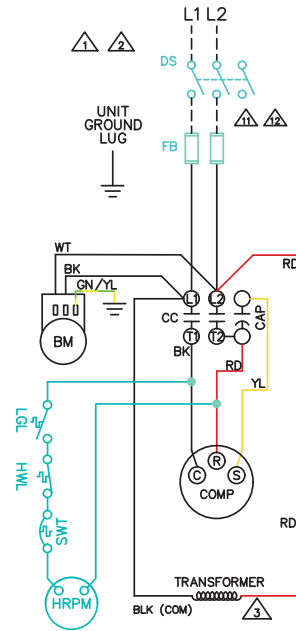 L1 L2
1 2
DS
11 12
UNIT
GROUND
LUG
FB
WT
RD
BK
GN/YL
L1 L2
CC
CAP
BM
T1 T2
BK
RD
YL
LGL
R
HWL
C S
COMP
SWT
RD
TRANSFORMER
HRPM
BLK (COM)
3